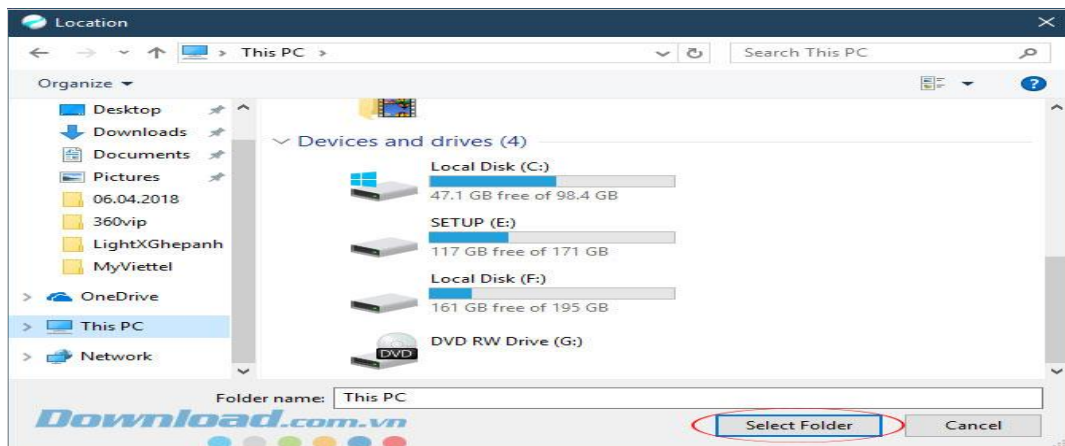 Location
This PC
Search This PC
Organize
Desktop
Downloads
Documents
Pictures
06.04.2018
360vip
LightXGhepanh
MyViettel
OneDrive
This PC
Network
Devices and drives (4)
Local Disk (C:)
47.1 GB free of 98.4 GB
SETUP (E:)
117 GB free of 171 GB
Local Disk (F:)
161 GB free of 195 GB
DVD RW Drive (G:)
DVD
Folder name: This PC
Download.com.vn
Select Folder Cancel